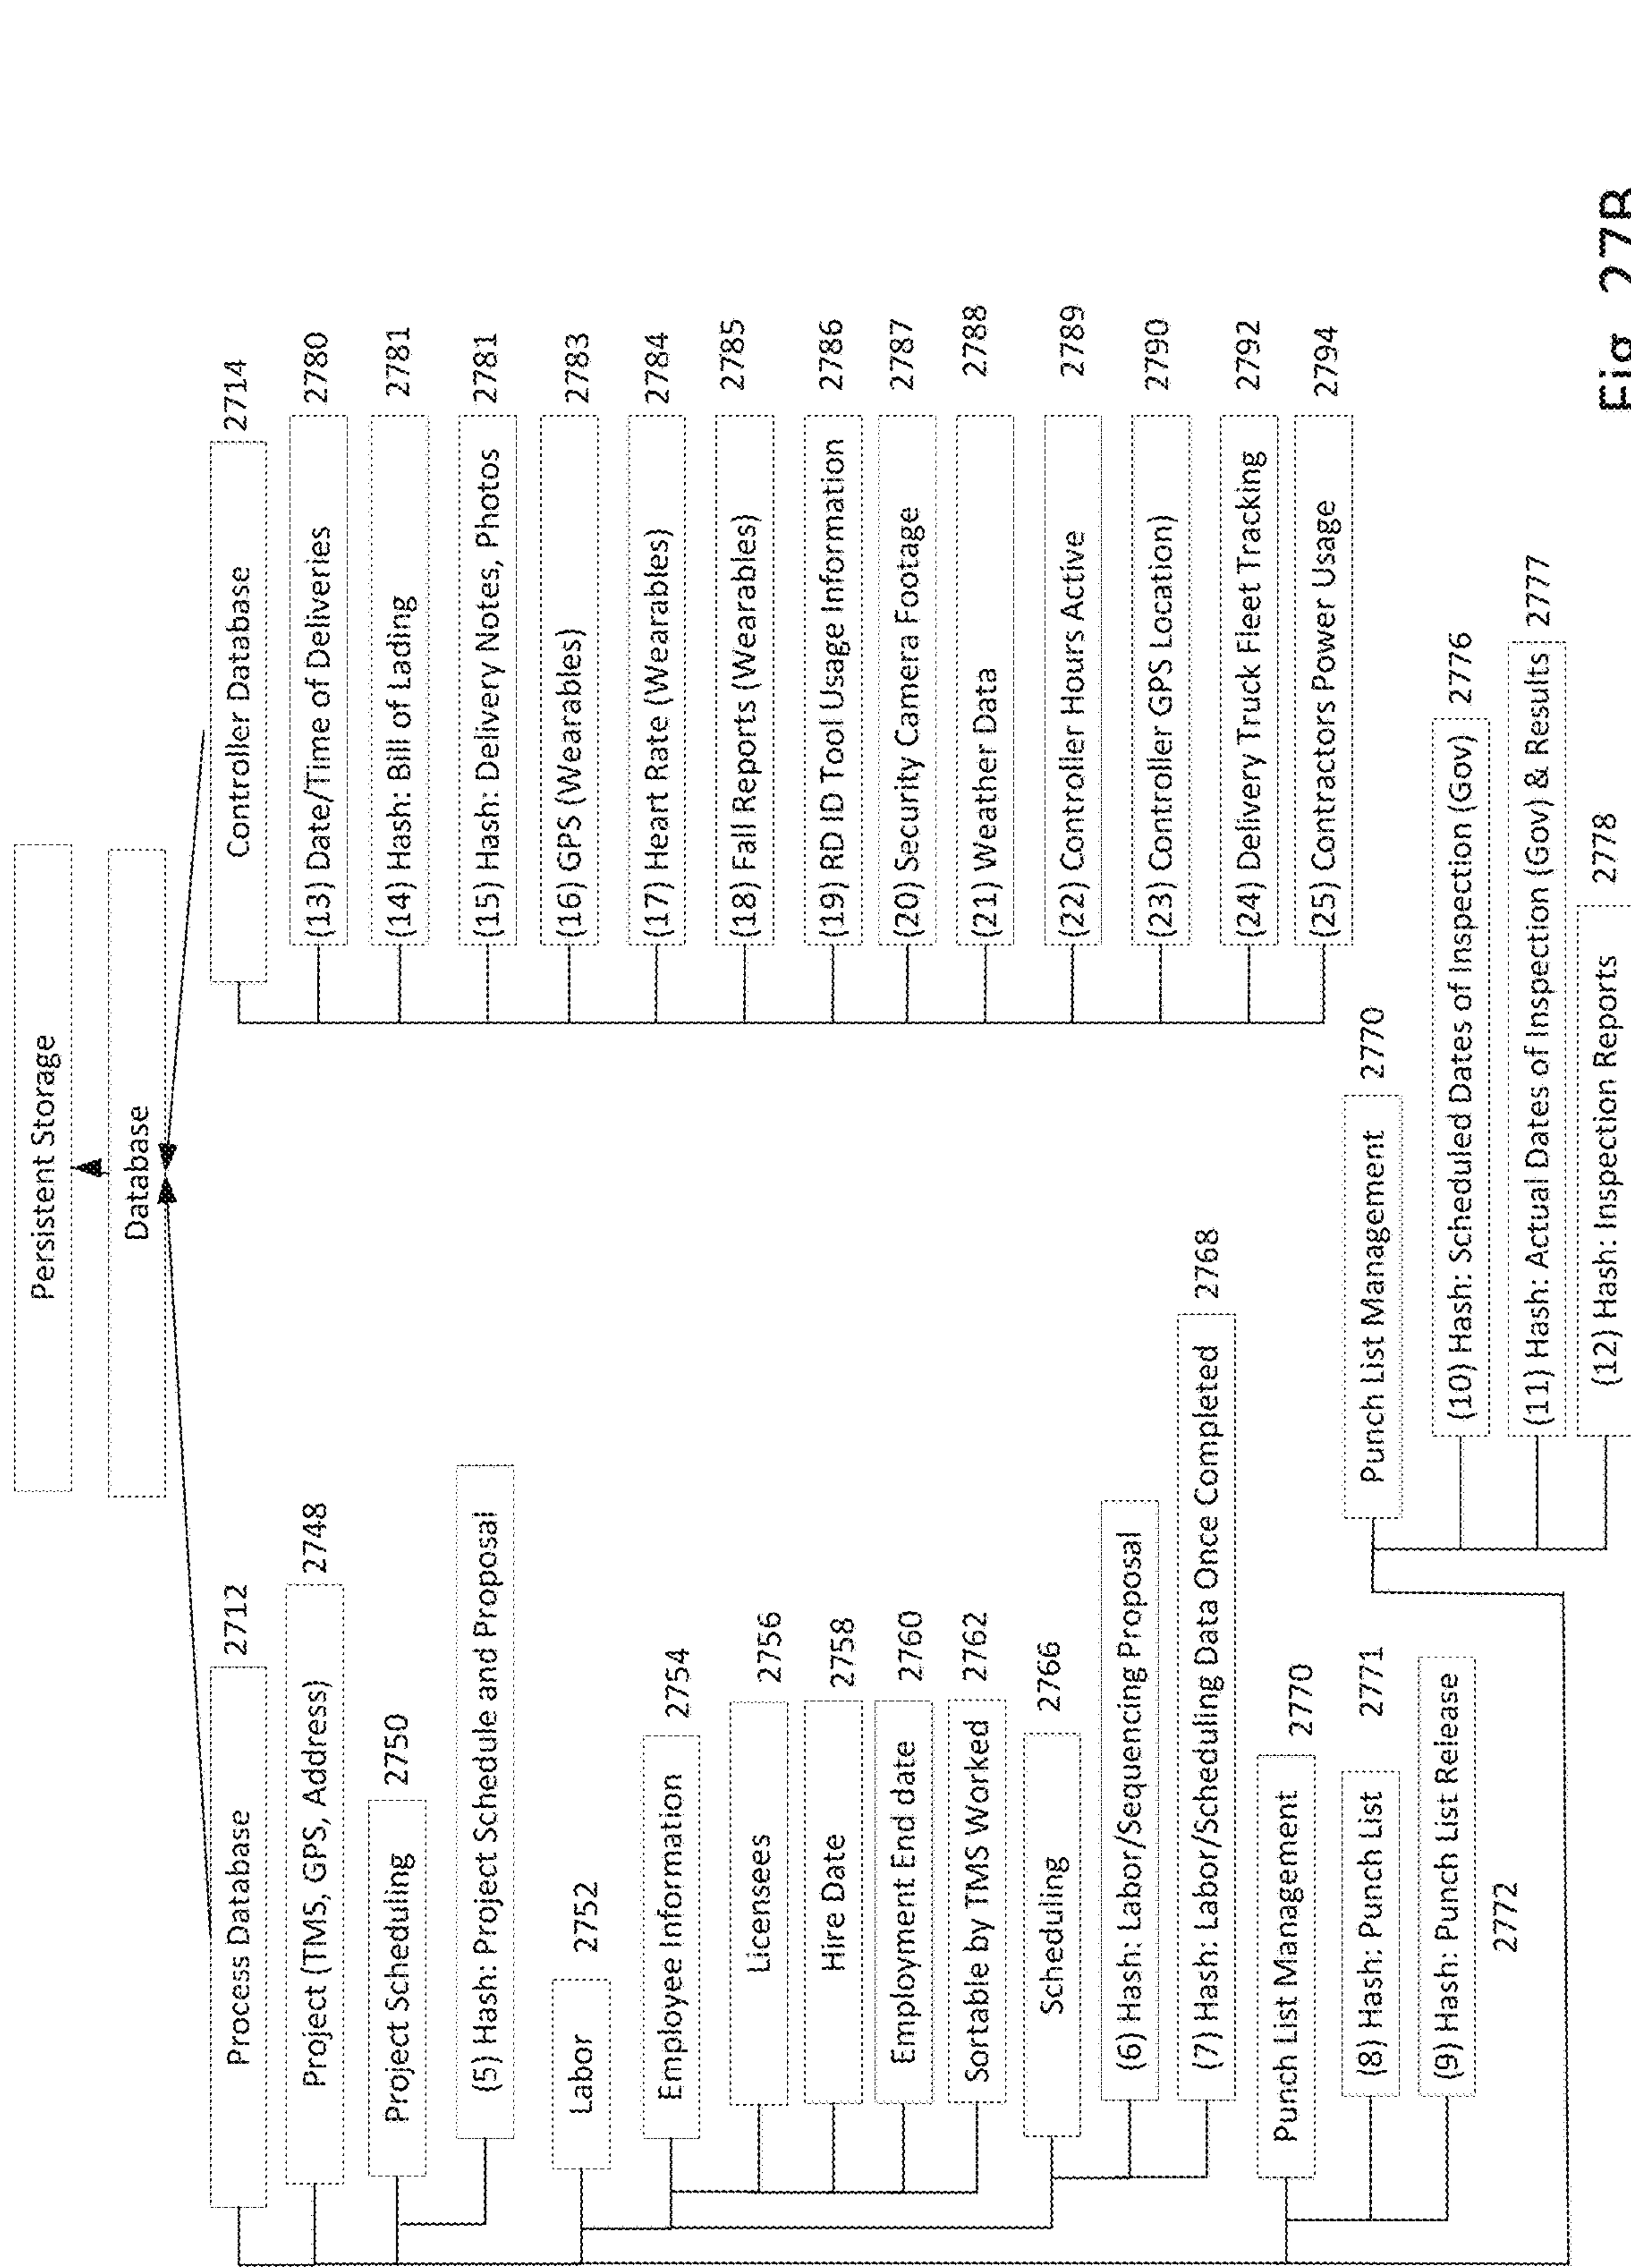 Persistent Storage
Database
Process Database 2712
Project (TMS, GPS, Address) 2748
Project Scheduling 2750
(5) Hash: Project Schedule and Proposal
Labor 2752
Employee Information 2754
Licensees 2756
Hire Date 2758
Employment End date 2760
Sortable by TMS Worked 2762
Scheduling 2766
(6) Hash: Labor/Sequencing Proposal
(7) Hash: Labor/Scheduling Data Once Completed 2768
Punch List Management 2770
(8) Hash: Punch List 2771
(9) Hash: Punch List Release
2772
Controller Database 2714
(13) Date/Time of Deliveries 2780
(14) Hash: Bill of Lading 2781
(15) Hash: Delivery Notes, Photos 2781
(16) GPS (Wearables) 2783
(17) Heart Rate (Wearables) 2784
(18) Fall Reports (Wearables) 2785
(19) RD ID Tool Usage Information 2786
(20) Security Camera Footage 2787
(21) Weather Data 2788
(22) Controller Hours Active 2789
(23) Controller GPS Location) 2790
(24) Delivery Truck Fleet Tracking 2792
(25) Contractors Power Usage 2794
Punch List Management 2770
(10) Hash: Scheduled Dates of Inspection (Gov) 2776
(11) Hash: Actual Dates of Inspection (Gov) & Results 2777
(12) Hash: Inspection Reports 2778
Fig. 27B